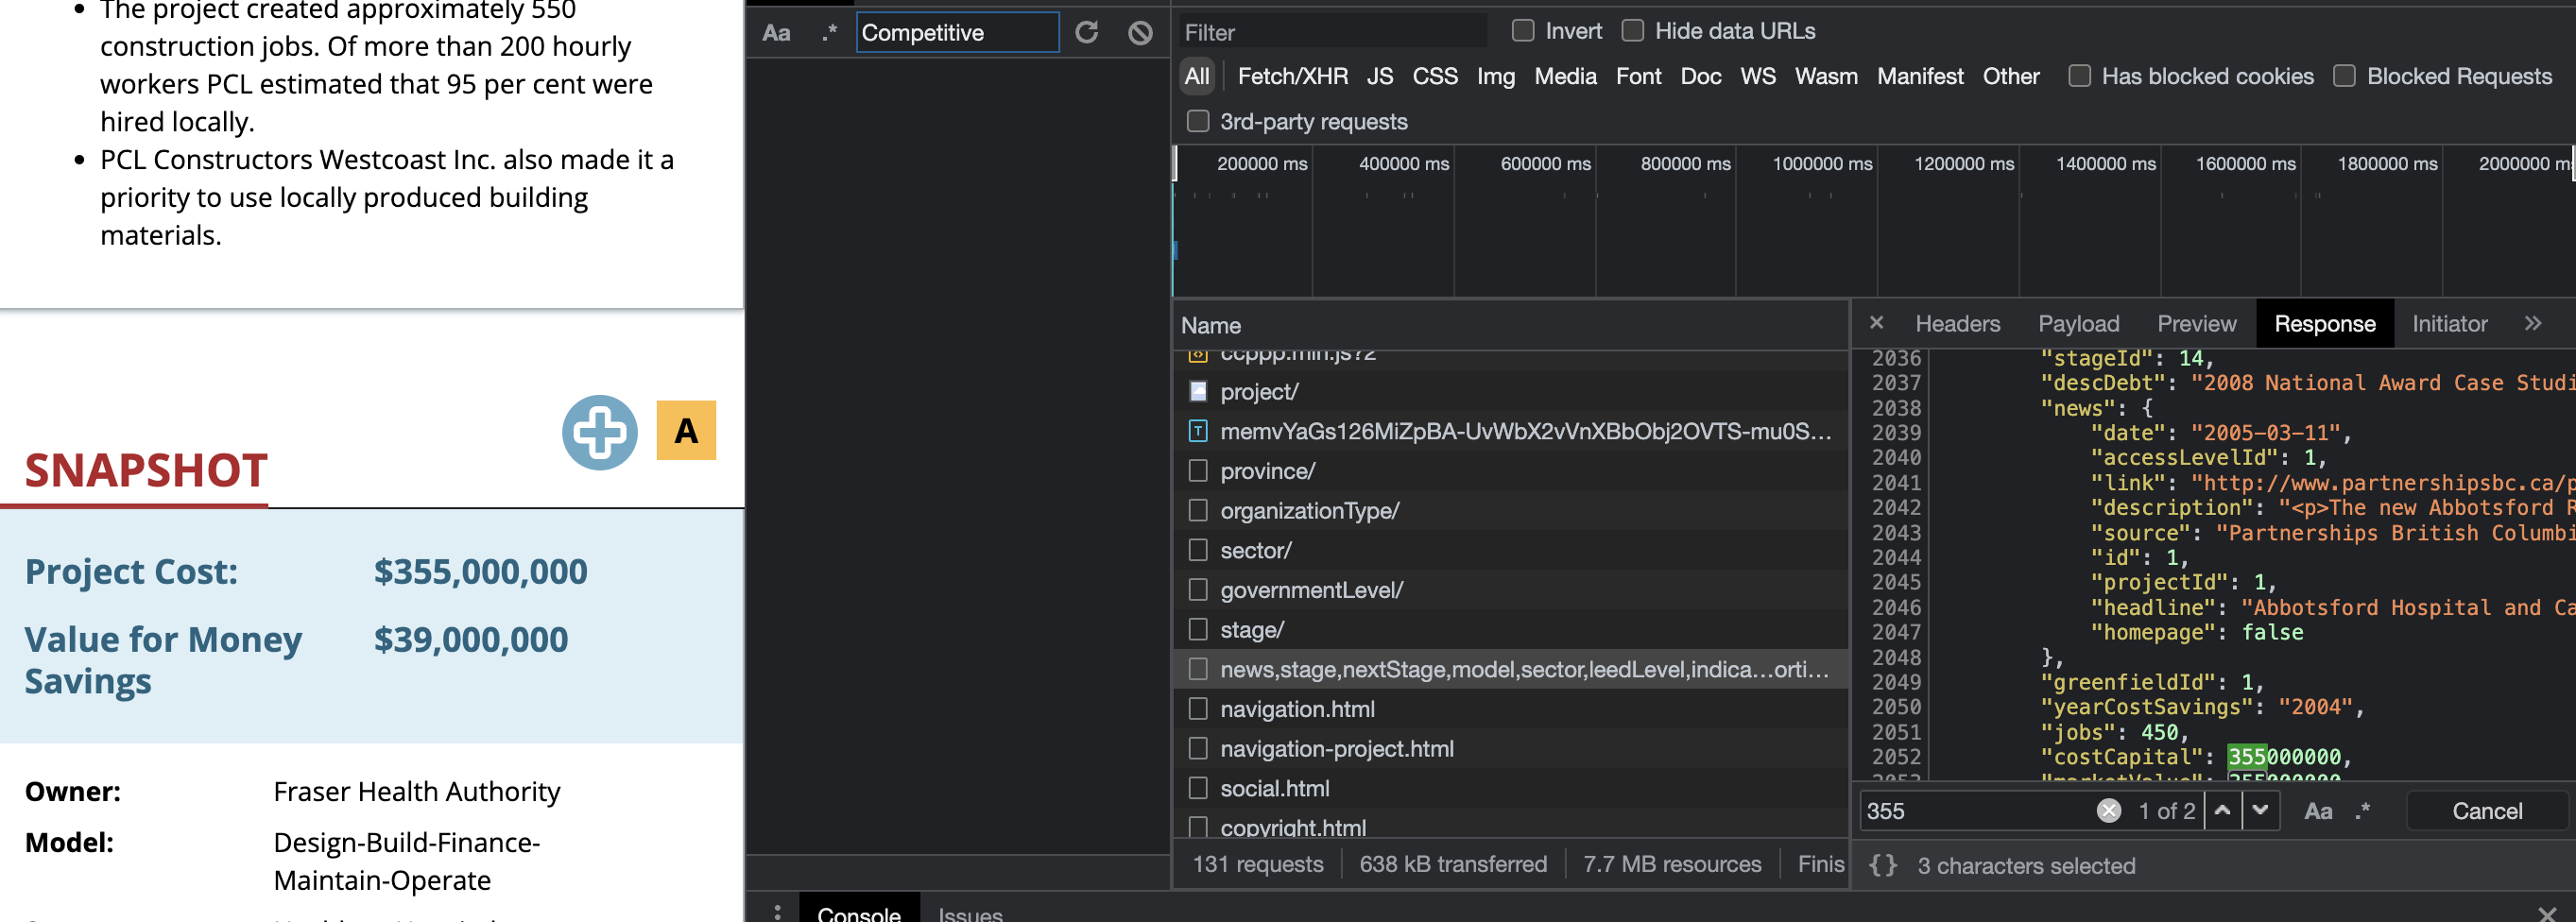 The project created approximately 550
construction jobs. Of more than 200 hourly
workers PCL estimated that 95 per cent were
hired locally.
PCL Constructors Westcoast Inc. also made it a
priority to use locally produced building
materials.
A
SNAPSHOT
Project Cost: $355,000,000
Value for Money $39,000,000
Savings
Owner: Fraser Health Authority
Model: Design-Build-Finance-
Maintain-Operate
Aa .* Competitive
Filter Invert Hide data URLs
All Fetch/XHR JS CSS Img Media Font Doc WS Wasm Manifest Other Has blocked cookies Blocked Requests
3rd-party requests
200000 ms 400000 ms 600000 ms 800000 ms 1000000 ms 1200000 ms 1400000 ms 1600000 ms 1800000 ms 2000000 m
Name
ccppp.min.js?2
project/
memvYaGs126MiZpBA-UvWbX2vVnXBbObj2OVTS-mu0S...
province/
organizationType/
sector/
governmentLevel/
stage/
news,stage,nextStage,model,sector,leedLevel,indica...orti...
navigation.html
navigation-project.html
social.html
copyright.html
131 requests 638 kB transferred 7.7 MB resources Finis
× Headers Payload Preview Response Initiator »
2036 "stageId": 14,
2037 "descDebt": "2008 National Award Case Studi
2038 "news": {
2039 "date": "2005-03-11",
2040 "accessLevelId": 1,
2041 "link": "http://www.partnershipsbc.ca/p
2042 "description": "<p>The new Abbotsford R
2043 "source": "Partnerships British Columbi
2044 "id": 1,
2045 "projectId": 1,
2046 "headline": "Abbotsford Hospital and Ca
2047 "homepage": false
2048 },
2049 "greenfieldId": 1,
2050 "yearCostSavings": "2004",
2051 "jobs": 450,
2052 "costCapital": 355000000,
2053 "marketValue": 355000000
355 1 of 2 Aa .* Cancel
{} 3 characters selected
Console Issues